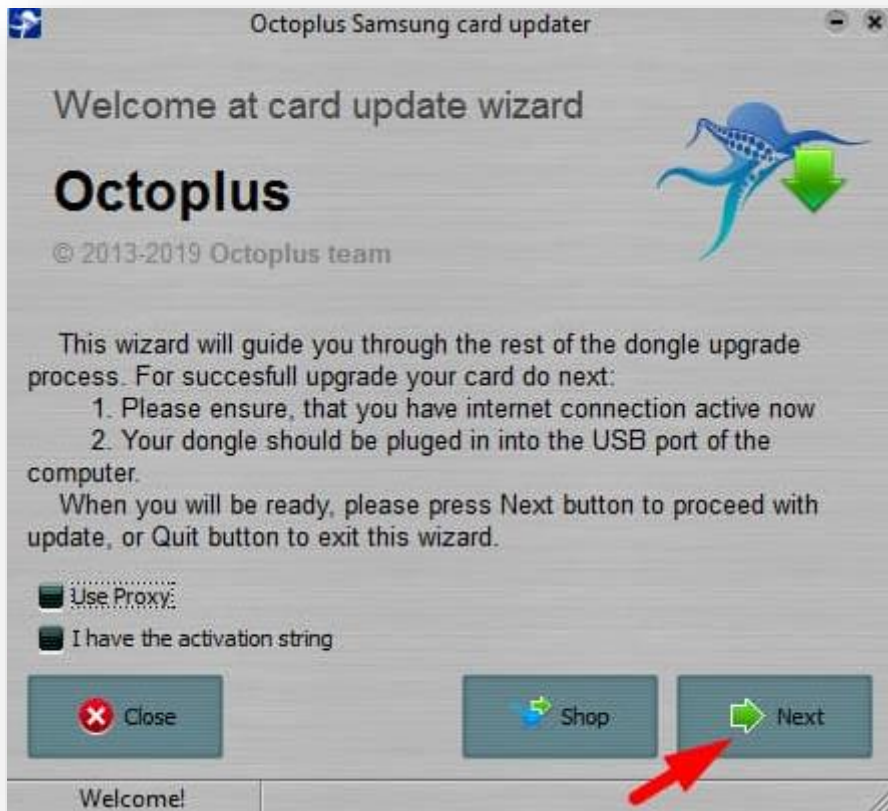 Octoplus Samsung card updater
Welcome at card update wizard
Octoplus
© 2013-2019 Octoplus team
This wizard will guide you through the rest of the dongle upgrade
process. For succesfull upgrade your card do next:
1. Please ensure, that you have internet connection active now
2. Your dongle should be pluged in into the USB port of the
computer.
When you will be ready, please press Next button to proceed with
update, or Quit button to exit this wizard.
Use Proxy
I have the activation string
Close
Shop
Next
Welcome!